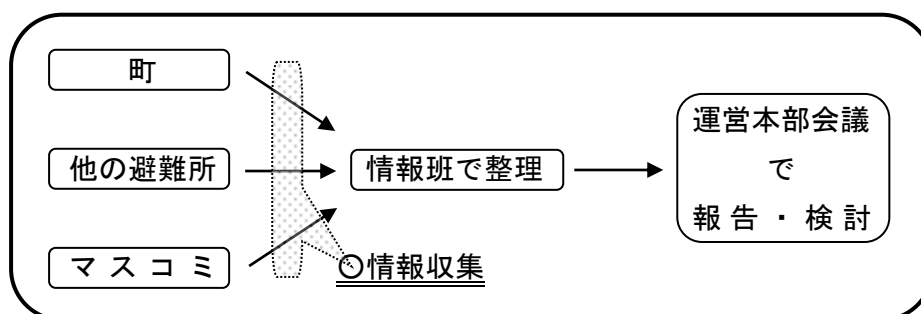 町
他の避難所
マスコミ
情報班で整理
○情報収集
運営本部会議
で
報告・検討